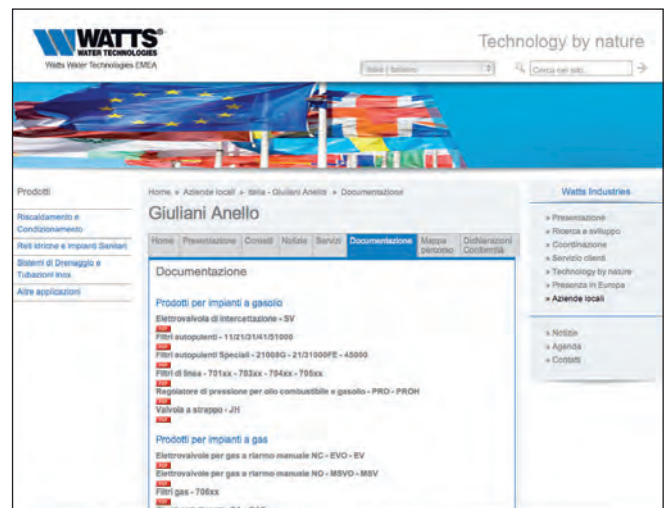 WATTS®
WATER TECHNOLOGIES
Watts Water Technologies EMEA
Technology by nature
Italia | Italiano
Cerca nel sito...
Prodotti
Riscaldamento e
Condizionamento
Reti idriche e Impianti Sanitari
Sistemi di Drenaggio e
Tubazioni Inox
Altre applicazioni
Home » Aziende locali » Italia - Giuliani Anello » Documentazione
Giuliani Anello
Home Presentazione Contatti Notizie Servizi Documentazione Mappa percorso Dichiarazioni Conformità
Documentazione
Prodotti per impianti a gasolio
Elettrovalvola di intercettazione - SV
PDF
Filtri autopulenti - 11/21/31/41/51000
PDF
Filtri autopulenti Speciali - 21008G - 21/31000FE - 45000
PDF
Filtri di linea - 701xx - 703xx - 704xx - 705xx
PDF
Regolatore di pressione per olio combustibile e gasolio - PRO - PROH
PDF
Valvola a strappo - JH
PDF
Prodotti per impianti a gas
Elettrovalvole per gas a riarmo manuale NC - EVO - EV
PDF
Elettrovalvole per gas a riarmo manuale NO - MSVO - MSV
PDF
Filtri gas - 706xx
PDF
Watts Industries
» Presentazione
» Ricerca e sviluppo
» Coordinazione
» Servizio clienti
» Technology by nature
» Presenza in Europa
» Aziende locali
» Notizie
» Agenda
» Contatti